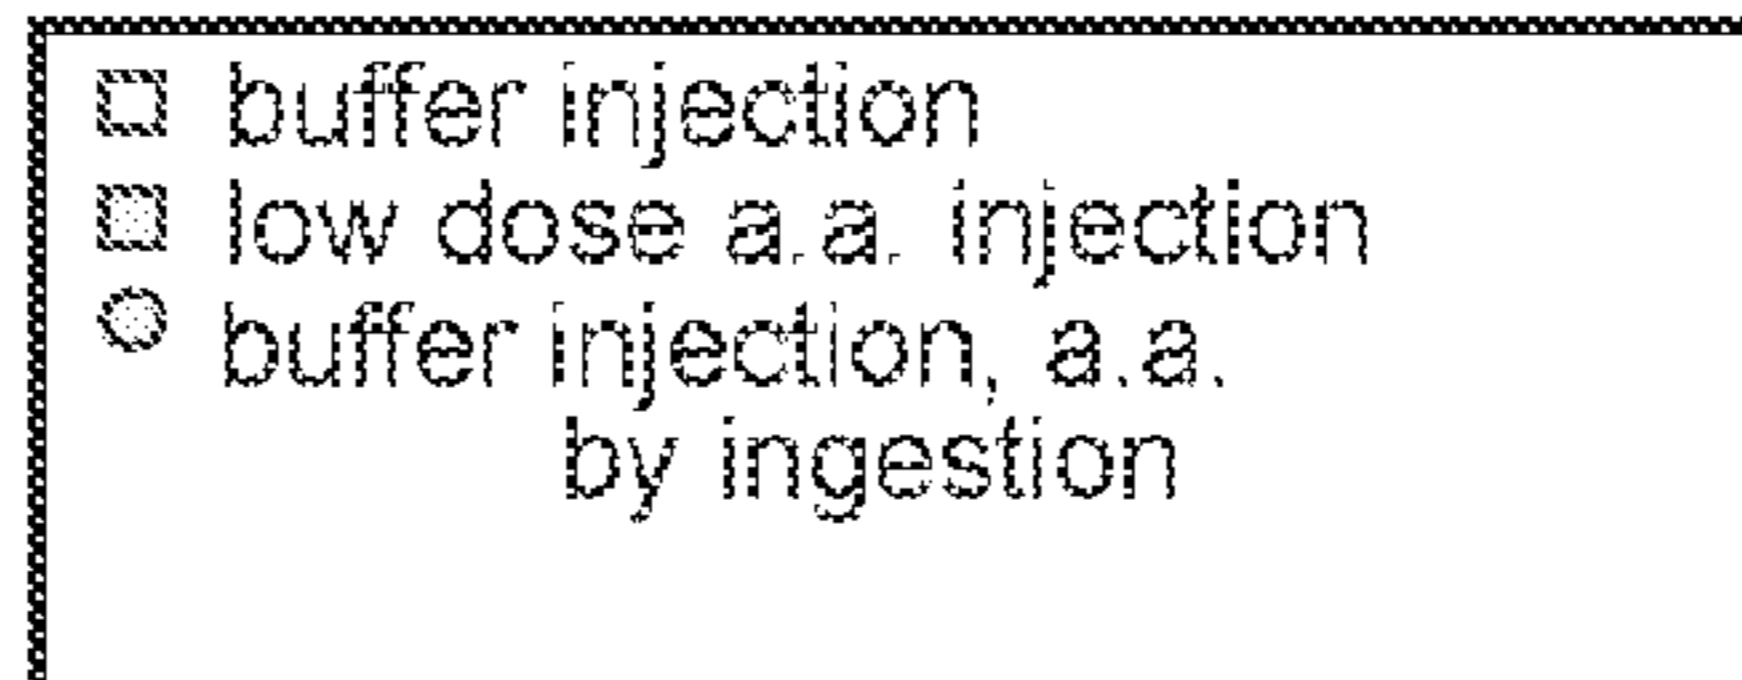 buffer injection
low dose a.a. injection
buffer injection, a.a.
by ingestion